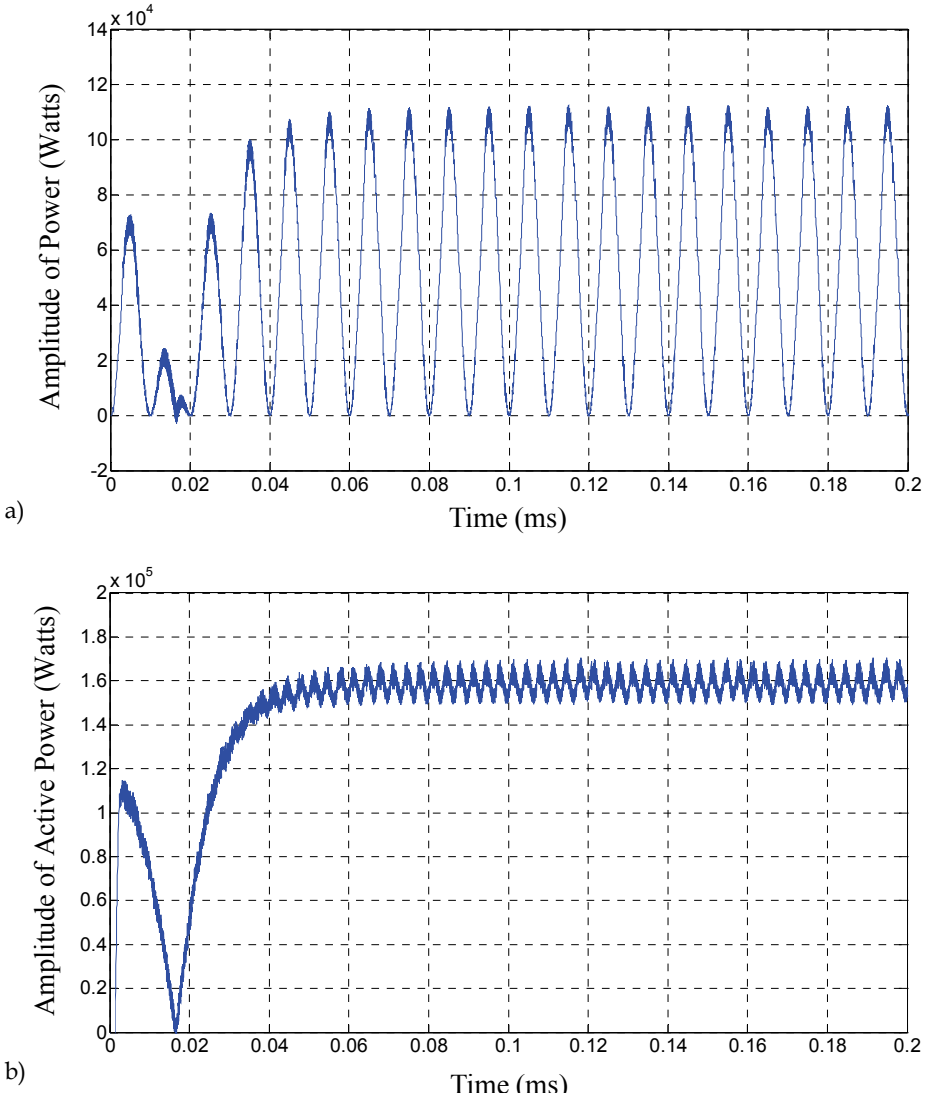 x 10^4
14
12
10
8
6
4
2
0
-2
Amplitude of Power (Watts)
0 0.02 0.04 0.06 0.08 0.1 0.12 0.14 0.16 0.18 0.2
Time (ms)
a)
x 10^5
2
1.8
1.6
1.4
1.2
1
0.8
0.6
0.4
0.2
0
Amplitude of Active Power (Watts)
0 0.02 0.04 0.06 0.08 0.1 0.12 0.14 0.16 0.18 0.2
Time (ms)
b)